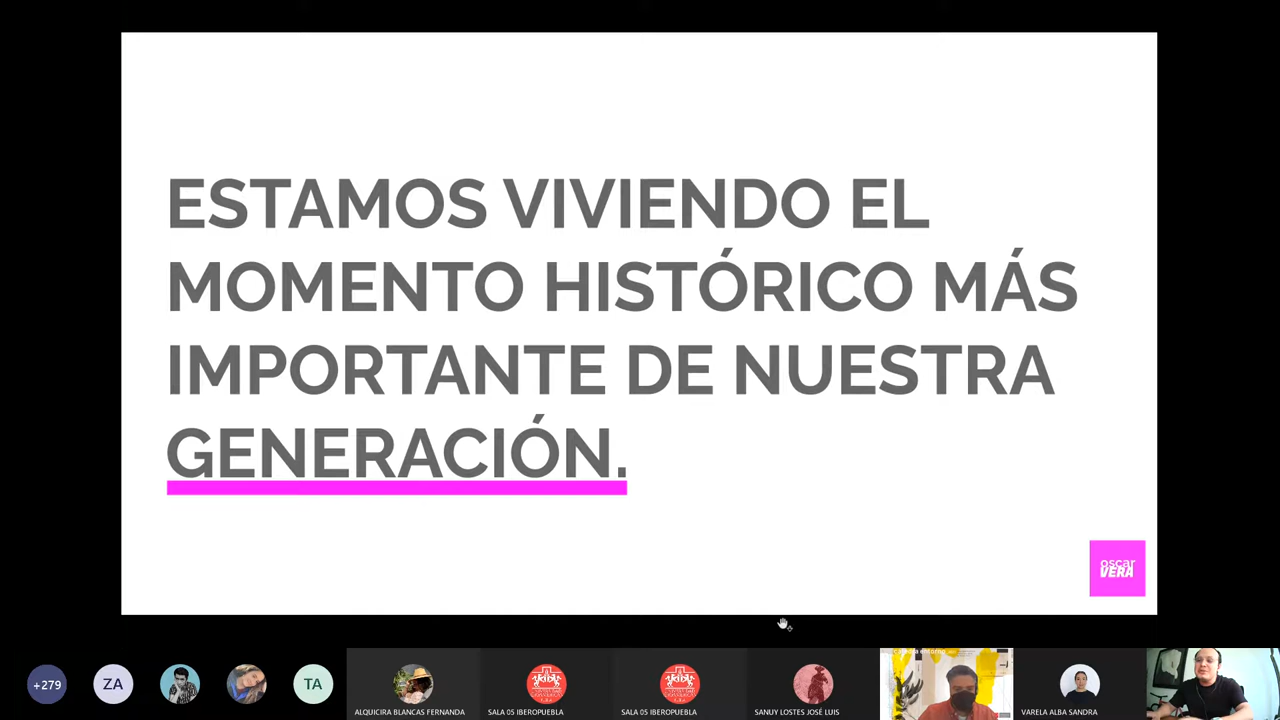 ESTAMOS VIVIENDO EL
MOMENTO HISTÓRICO MÁS
IMPORTANTE DE NUESTRA
GENERACIÓN.
oscar
VERA
+279
ZA
TA
ALQUICIRA BLANCAS FERNANDA
SALA 05 IBEROPUEBLA
SALA 05 IBEROPUEBLA
SANUY LOSTES JOSÉ LUIS
VARELA ALBA SANDRA